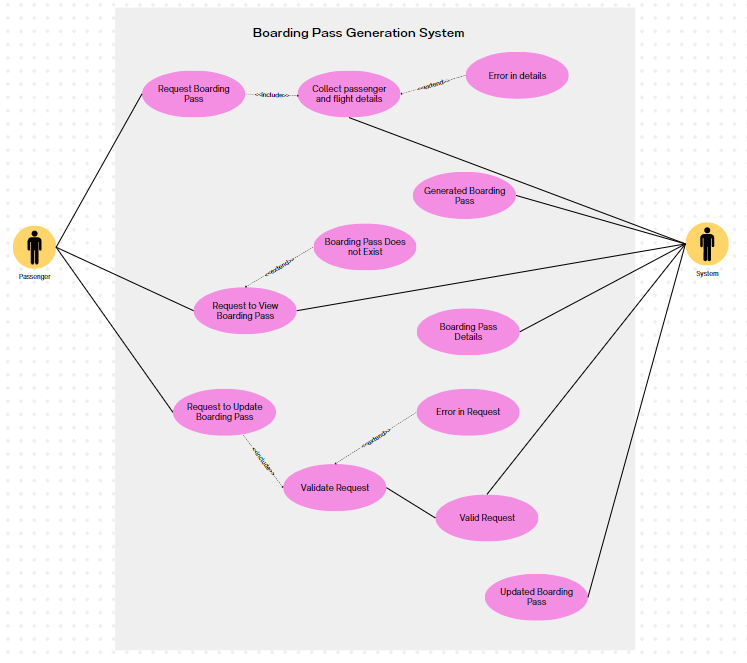 Boarding Pass Generation System
Request Boarding
Pass
<<include>>
Collect passenger
and flight details
<<extend>>
Error in details
Generated Boarding
Pass
Boarding Pass Does
not Exist
<<extend>>
Passenger
System
Request to View
Boarding Pass
Boarding Pass
Details
Request to Update
Boarding Pass
Error in Request
<<include>>
<<extend>>
Validate Request
Valid Request
Updated Boarding
Pass